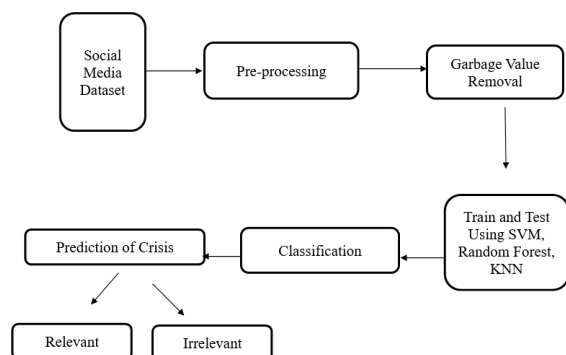 Social
Media
Dataset
Pre-processing
Garbage Value
Removal
Train and Test
Using SVM,
Random Forest,
KNN
Classification
Prediction of Crisis
Relevant
Irrelevant